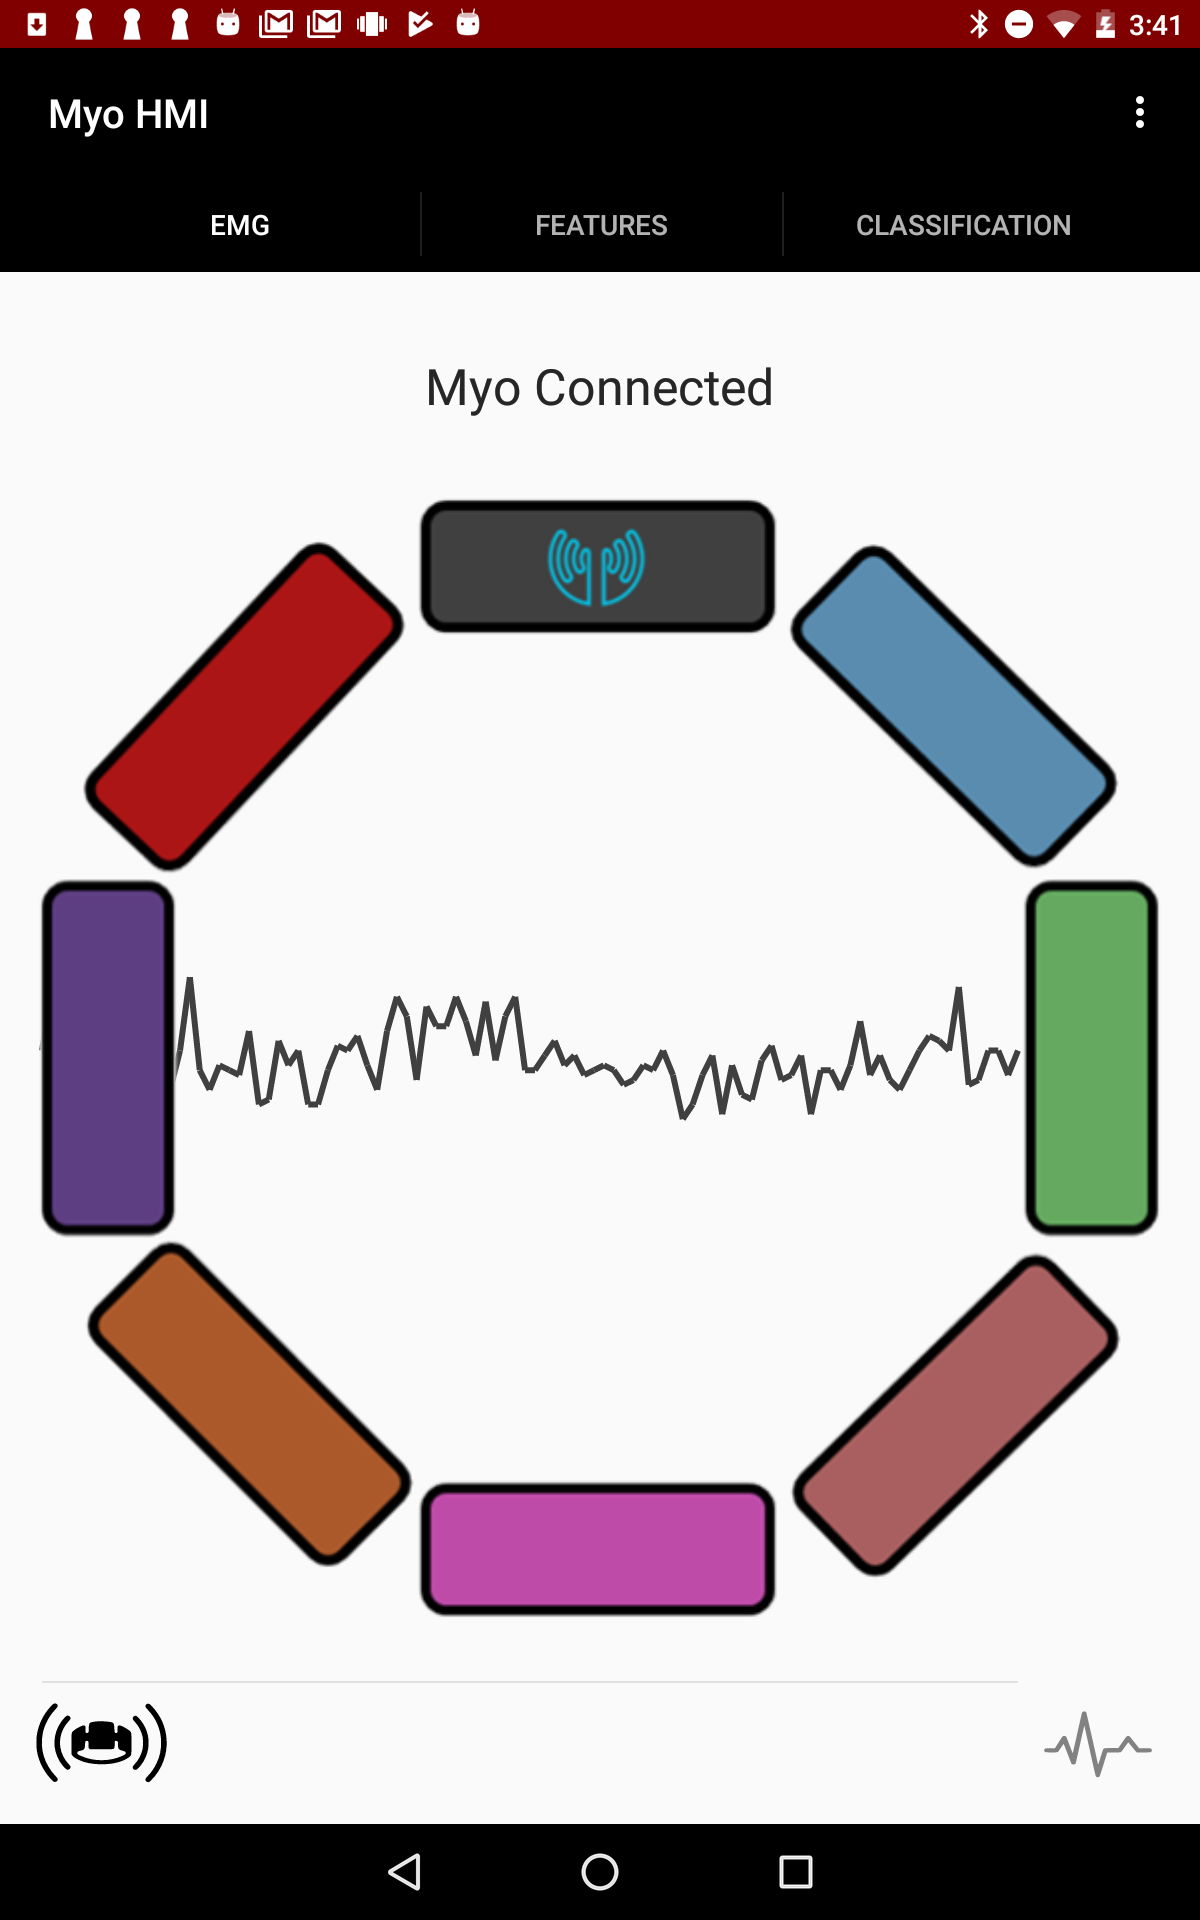 3:41
Myo HMI
EMG FEATURES CLASSIFICATION
Myo Connected